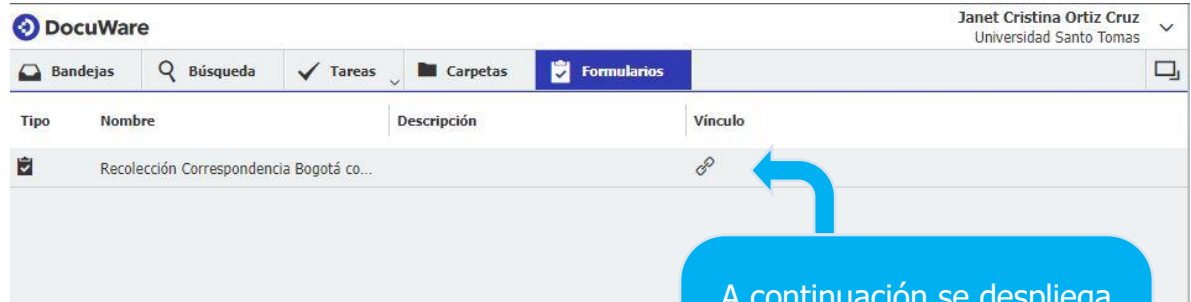 DocuWare
Janet Cristina Ortiz Cruz
Universidad Santo Tomas
Bandejas Búsqueda Tareas Carpetas Formularios
Tipo Nombre Descripción Vínculo
Recolección Correspondencia Bogotá co...
A continuación se despliega